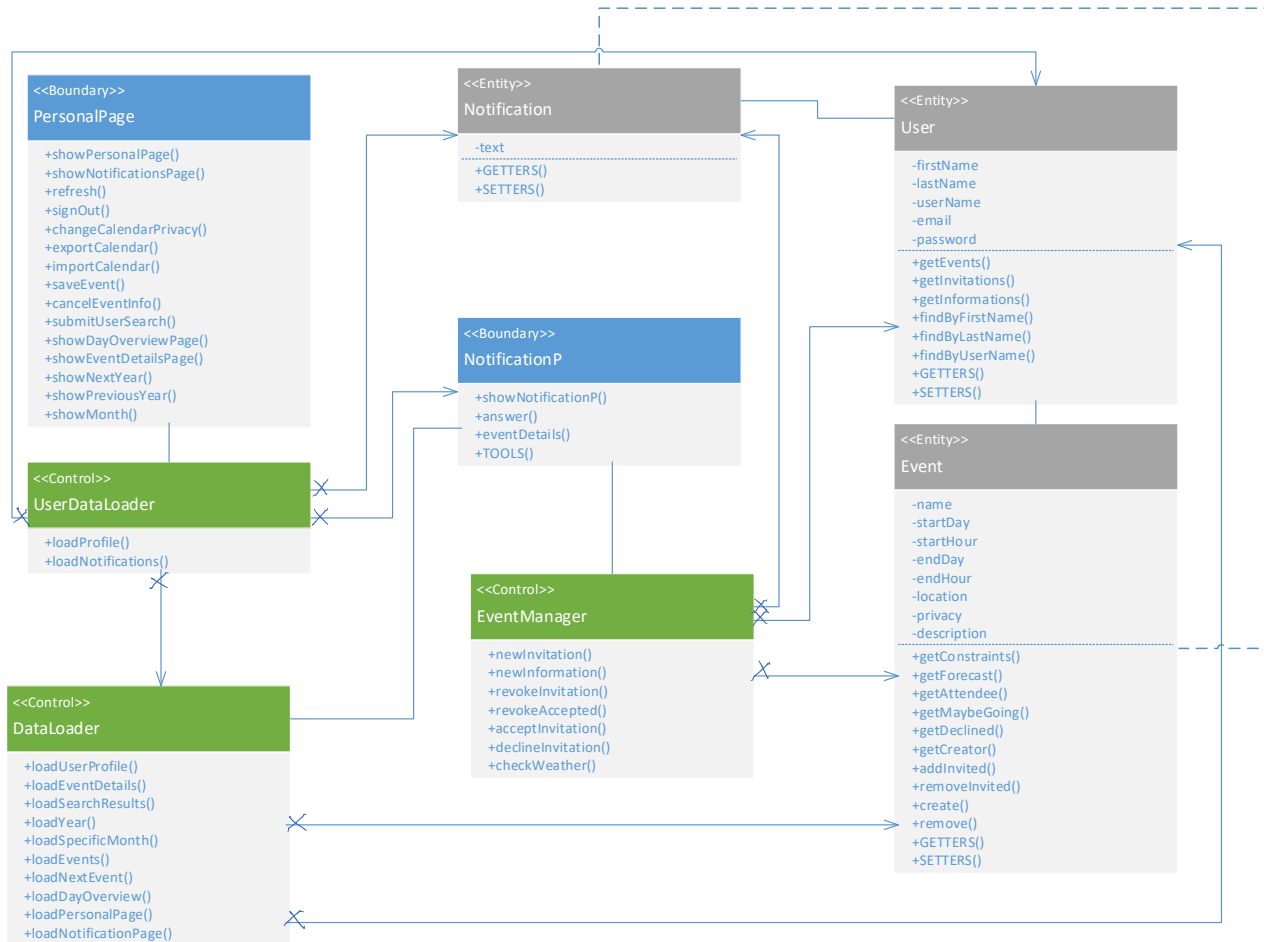 <<Boundary>>
PersonalPage
+showPersonalPage()
+showNotificationsPage()
+refresh()
+signOut()
+changeCalendarPrivacy()
+exportCalendar()
+importCalendar()
+saveEvent()
+cancelEventInfo()
+submitUserSearch()
+showDayOverviewPage()
+showEventDetailsPage()
+showNextYear()
+showPreviousYear()
+showMonth()
<<Entity>>
Notification
-text
+GETTERS()
+SETTERS()
<<Entity>>
User
-firstName
-lastName
-userName
-email
-password
+getEvents()
+getInvitations()
+getInformations()
+findByFirstName()
+findByLastName()
+findByUserName()
+GETTERS()
+SETTERS()
<<Boundary>>
NotificationP
+showNotificationP()
+answer()
+eventDetails()
+TOOLS()
<<Control>>
UserDataLoader
+loadProfile()
+loadNotifications()
<<Entity>>
Event
-name
-startDay
-startHour
-endDay
-endHour
-location
-privacy
-description
+getConstraints()
+getForecast()
+getAttendee()
+getMaybeGoing()
+getDeclined()
+getCreator()
+addInvited()
+removeInvited()
+create()
+remove()
+GETTERS()
+SETTERS()
<<Control>>
EventManager
+newInvitation()
+newInformation()
+revokeInvitation()
+revokeAccepted()
+acceptInvitation()
+declineInvitation()
+checkWeather()
<<Control>>
DataLoader
+loadUserProfile()
+loadEventDetails()
+loadSearchResults()
+loadYear()
+loadSpecificMonth()
+loadEvents()
+loadNextEvent()
+loadDayOverview()
+loadPersonalPage()
+loadNotificationPage()